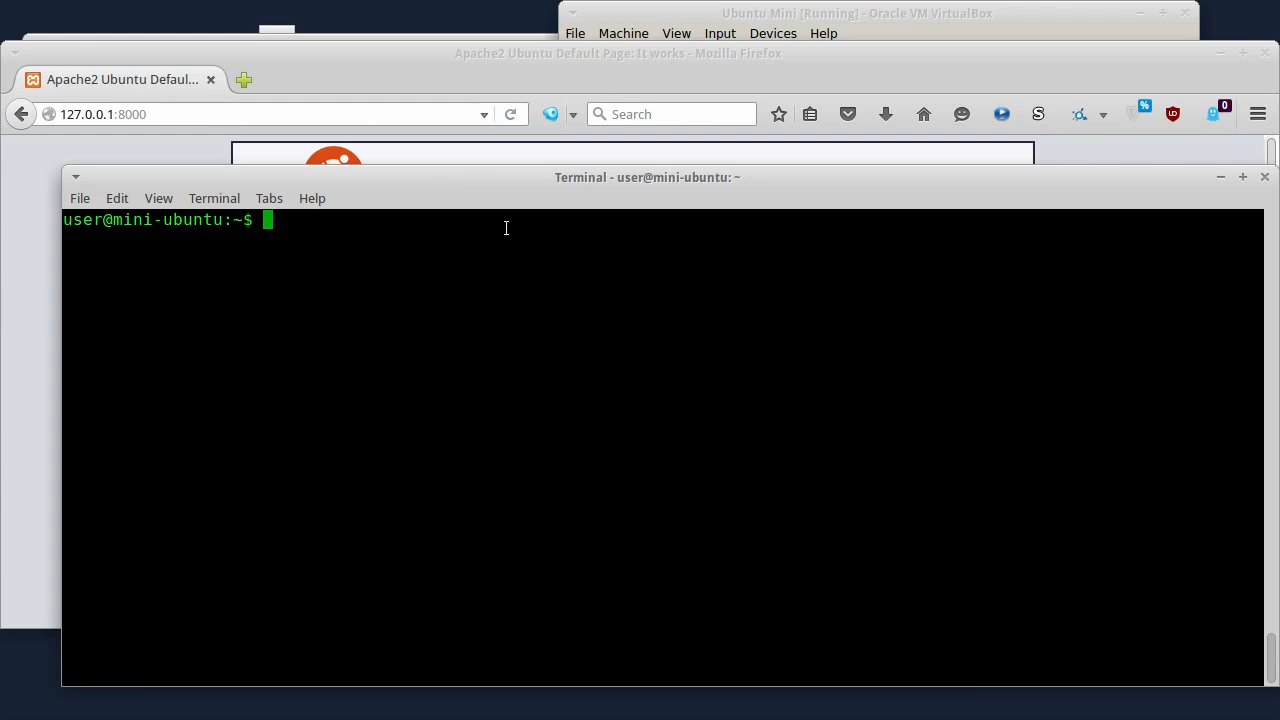 Ubuntu Mini [Running] - Oracle VM VirtualBox
File Machine View Input Devices Help
Apache2 Ubuntu Default Page: It works - Mozilla Firefox
Apache2 Ubuntu Defaul...
127.0.0.1:8000
Search
S
%
0
Terminal - user@mini-ubuntu: ~
File Edit View Terminal Tabs Help
user@mini-ubuntu:~$